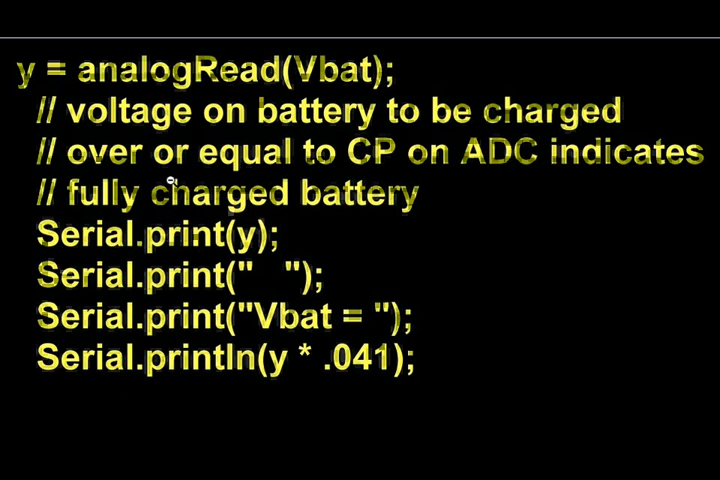 y = analogRead(Vbat);
// voltage on battery to be charged
// over or equal to CP on ADC indicates
// fully charged battery
Serial.print(y);
Serial.print("   ");
Serial.print("Vbat = ");
Serial.println(y * .041);